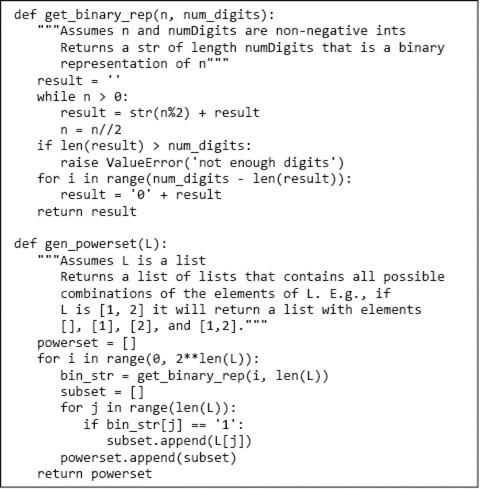 def get_binary_rep(n, num_digits):
   """Assumes n and numDigits are non-negative ints
      Returns a str of length numDigits that is a binary
      representation of n"""
   result = ''
   while n > 0:
      result = str(n%2) + result
      n = n//2
   if len(result) > num_digits:
      raise ValueError('not enough digits')
   for i in range(num_digits - len(result)):
      result = '0' + result
   return result

def gen_powerset(L):
   """Assumes L is a list
      Returns a list of lists that contains all possible
      combinations of the elements of L. E.g., if
      L is [1, 2] it will return a list with elements
      [], [1], [2], and [1,2]."""
   powerset = []
   for i in range(0, 2**len(L)):
      bin_str = get_binary_rep(i, len(L))
      subset = []
      for j in range(len(L)):
         if bin_str[j] == '1':
            subset.append(L[j])
      powerset.append(subset)
   return powerset